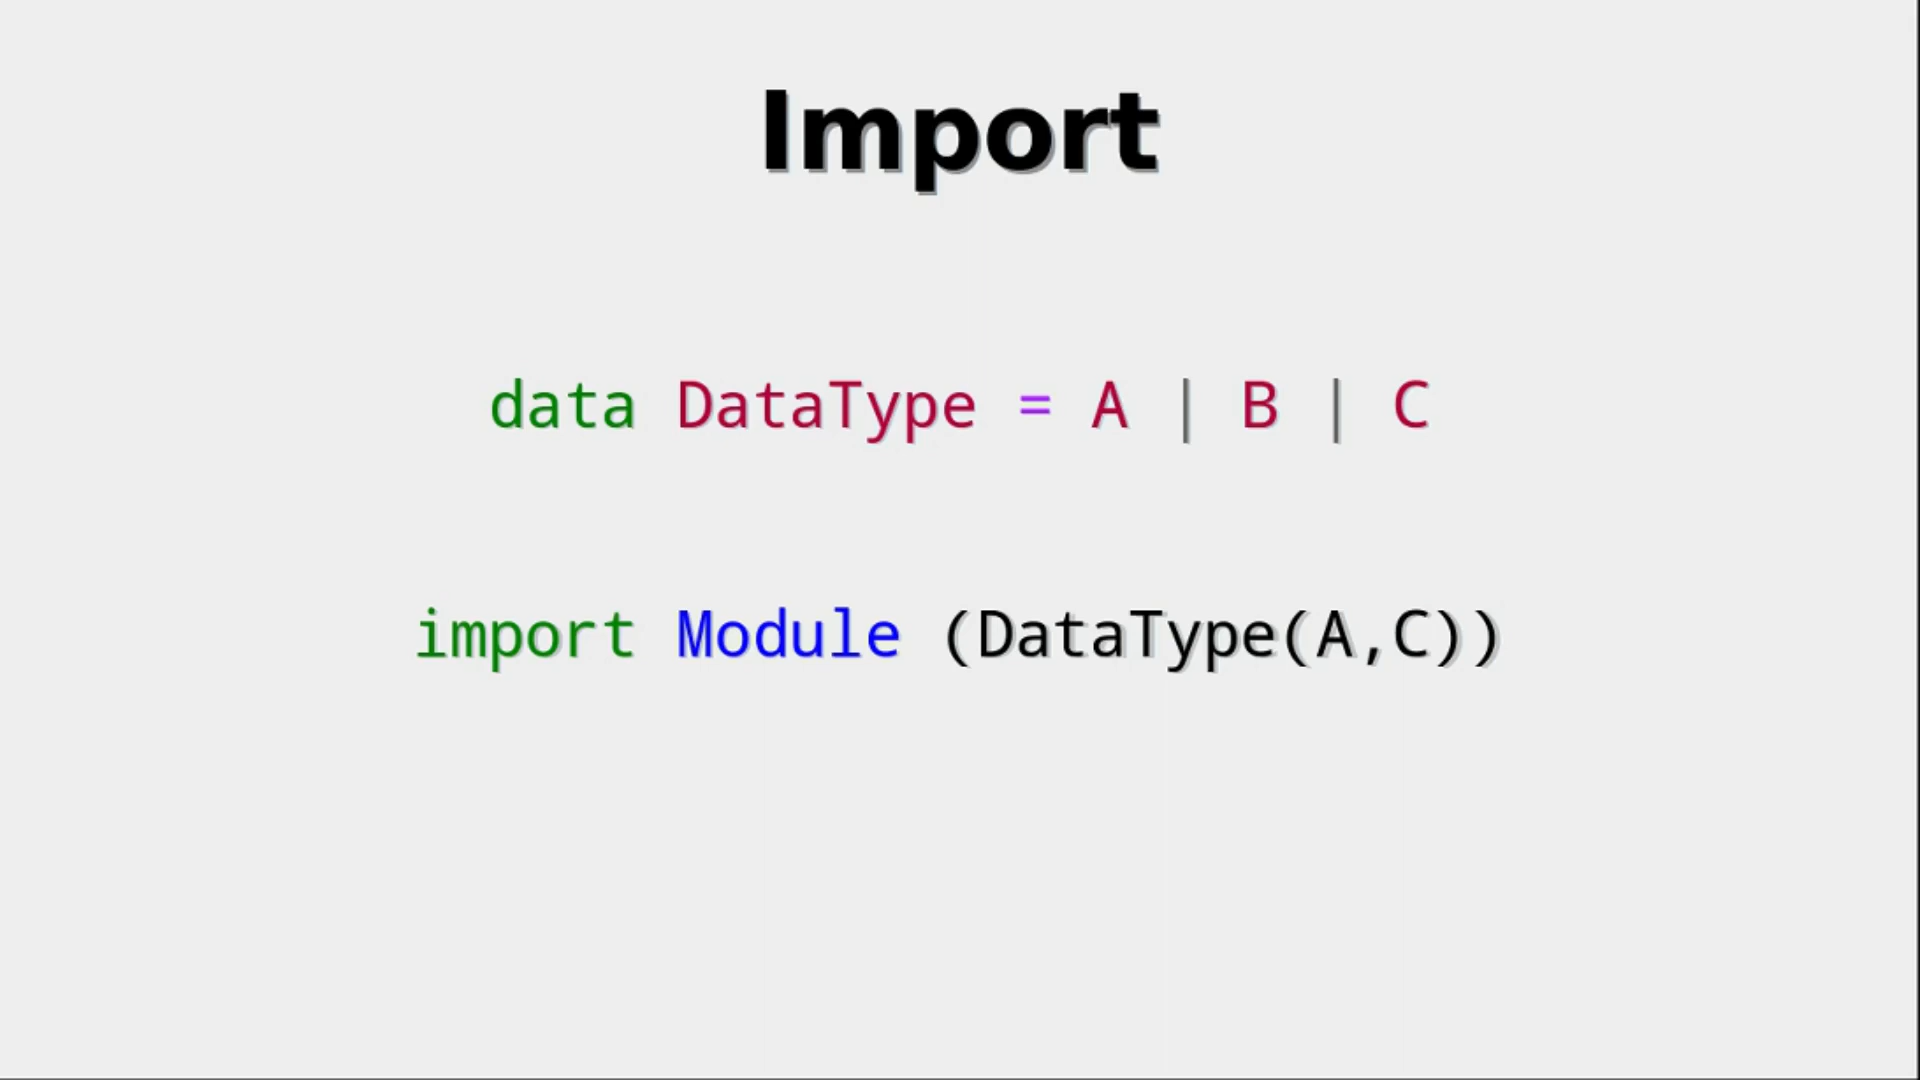 Import
data DataType = A | B | C
import Module (DataType(A,C))